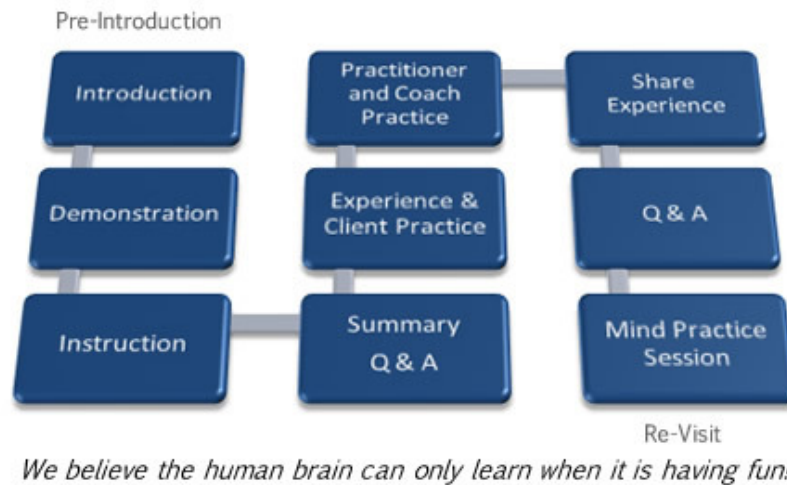 Pre-Introduction
Introduction
Demonstration
Instruction
Summary
Q & A
Experience &
Client Practice
Practitioner
and Coach
Practice
Share
Experience
Q & A
Mind Practice
Session
Re-Visit
We believe the human brain can only learn when it is having fun!